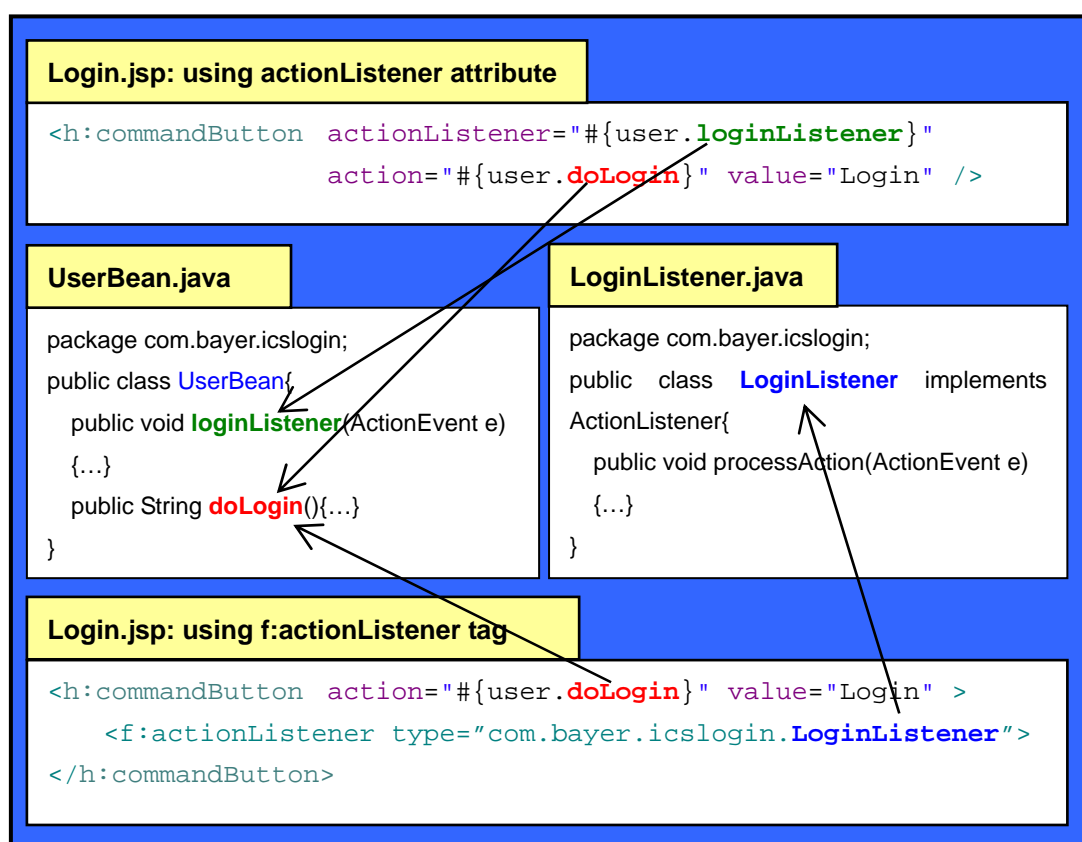 Login.jsp: using actionListener attribute
<h:commandButton actionListener="#{user.loginListener}"
action="#{user.doLogin}" value="Login" />
UserBean.java
package com.bayer.icslogin;
public class UserBean{
public void loginListener(ActionEvent e)
{…}
public String doLogin(){…}
}
LoginListener.java
package com.bayer.icslogin;
public class LoginListener implements
ActionListener{
public void processAction(ActionEvent e)
{…}
}
Login.jsp: using f:actionListener tag
<h:commandButton action="#{user.doLogin}" value="Login" >
<f:actionListener type="com.bayer.icslogin.LoginListener">
</h:commandButton>